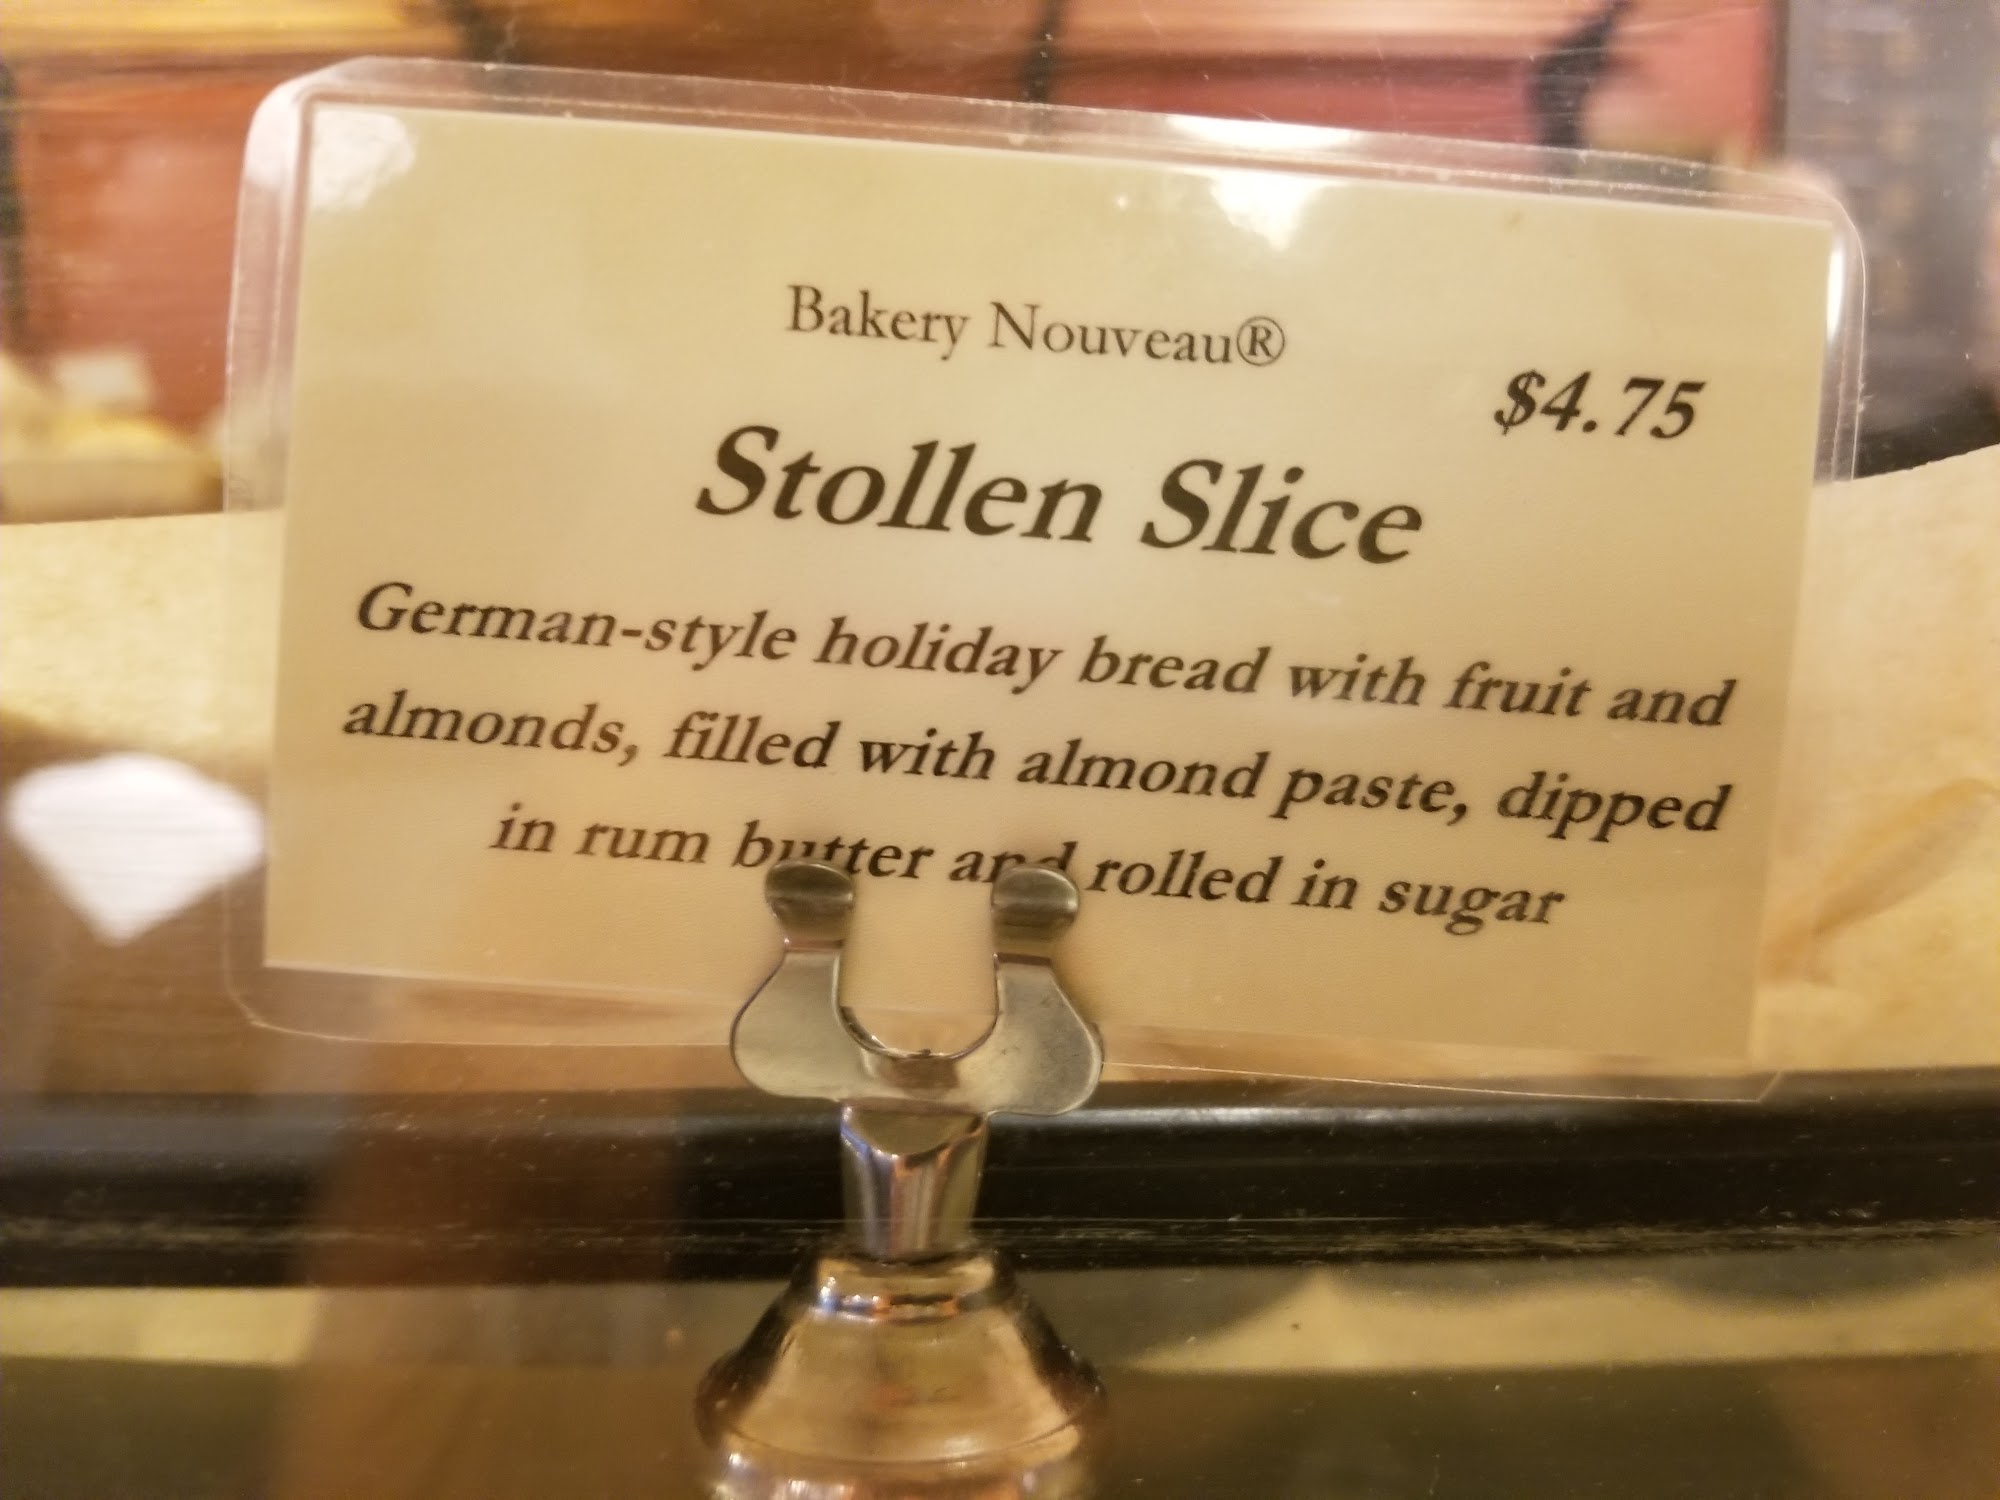 Bakery Nouveau®
$4.75
Stollen Slice
German-style holiday bread with fruit and
almonds, filled with almond paste, dipped
in rum butter and rolled in sugar